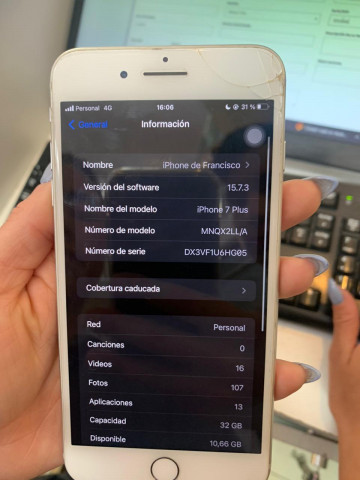 Personal 4G 16:06 31 %
General Información
Nombre iPhone de Francisco
Versión del software 15.7.3
Nombre del modelo iPhone 7 Plus
Número de modelo MNQX2LL/A
Número de serie DX3VF1U6HG05
Cobertura caducada
Red Personal
Canciones 0
Videos 16
Fotos 107
Aplicaciones 13
Capacidad 32 GB
Disponible 10,66 GB